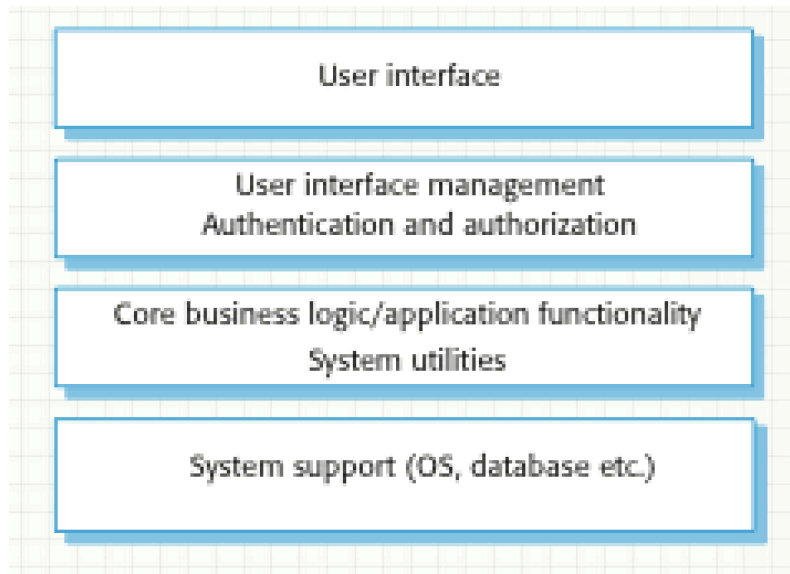 User interface
User interface management
Authentication and authorization
Core business logic/application functionality
System utilities
System support (OS, database etc.)